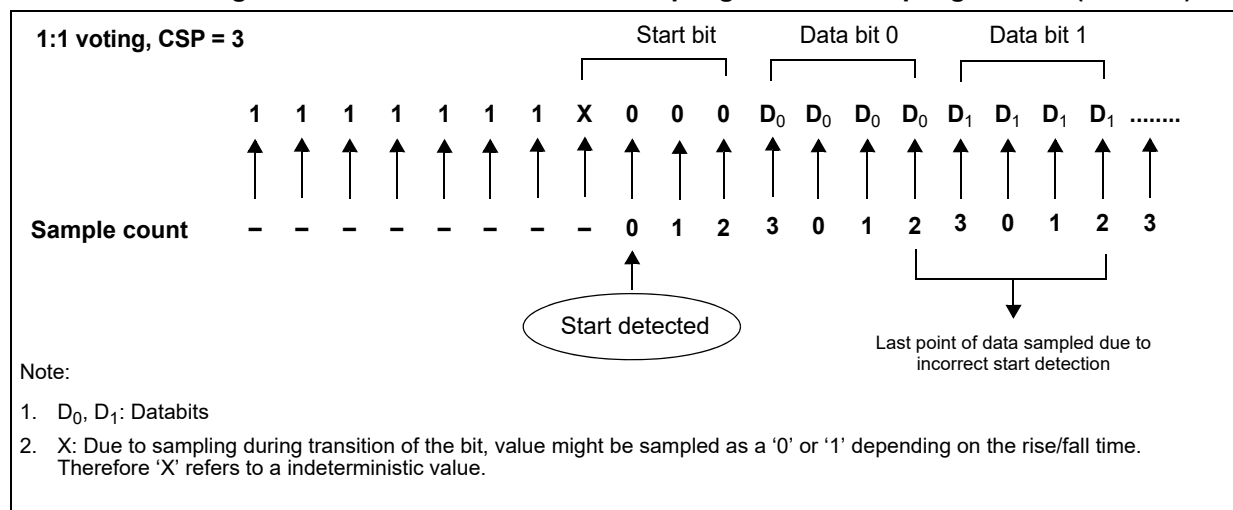 1:1 voting, CSP = 3
Start bit Data bit 0 Data bit 1
1 1 1 1 1 1 1 X 0 0 0 D₀ D₀ D₀ D₀ D₁ D₁ D₁ D₁ ........
Sample count – – – – – – – – 0 1 2 3 0 1 2 3 0 1 2 3
Start detected
Last point of data sampled due to
incorrect start detection
Note:
1. D₀, D₁: Databits
2. X: Due to sampling during transition of the bit, value might be sampled as a ‘0’ or ‘1’ depending on the rise/fall time.
Therefore ‘X’ refers to a indeterministic value.